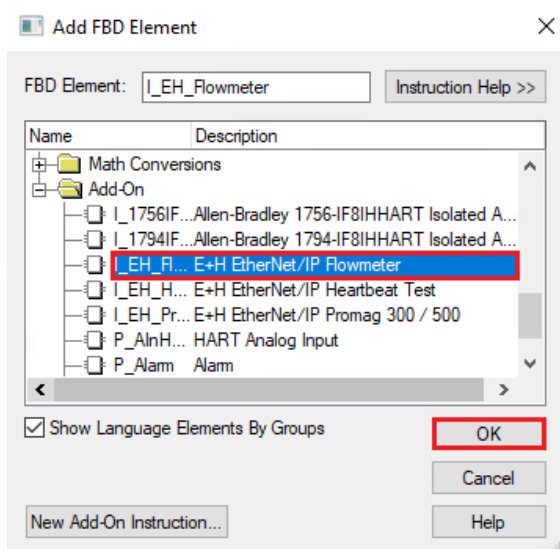 Add FBD Element
FBD Element: I_EH_Flowmeter Instruction Help >>
Name Description
Math Conversions
Add-On
I_1756IF... Allen-Bradley 1756-IF8IHHART Isolated A...
I_1794IF... Allen-Bradley 1794-IF8IHHART Isolated A...
I_EH_Fl... E+H EtherNet/IP Flowmeter
I_EH_H... E+H EtherNet/IP Heartbeat Test
I_EH_Pr... E+H EtherNet/IP Promag 300 / 500
P_AInH... HART Analog Input
P_Alarm Alarm
Show Language Elements By Groups
OK
Cancel
New Add-On Instruction... Help